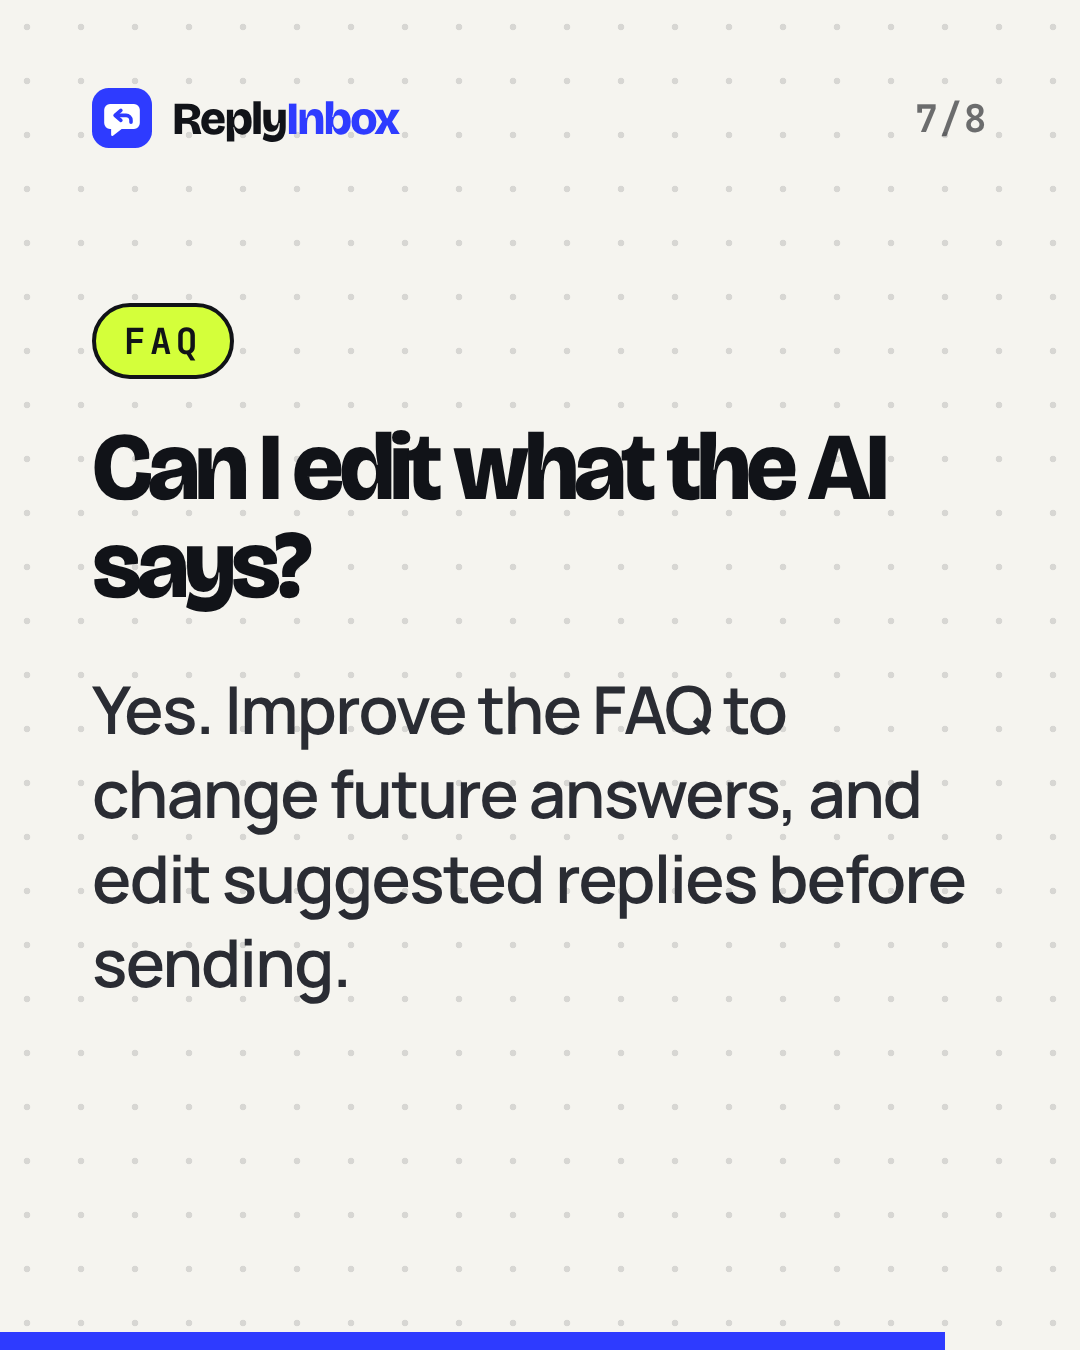 ReplyInbox
7/8
FAQ
Can I edit what the AI
says?
Yes. Improve the FAQ to
change future answers, and
edit suggested replies before
sending.